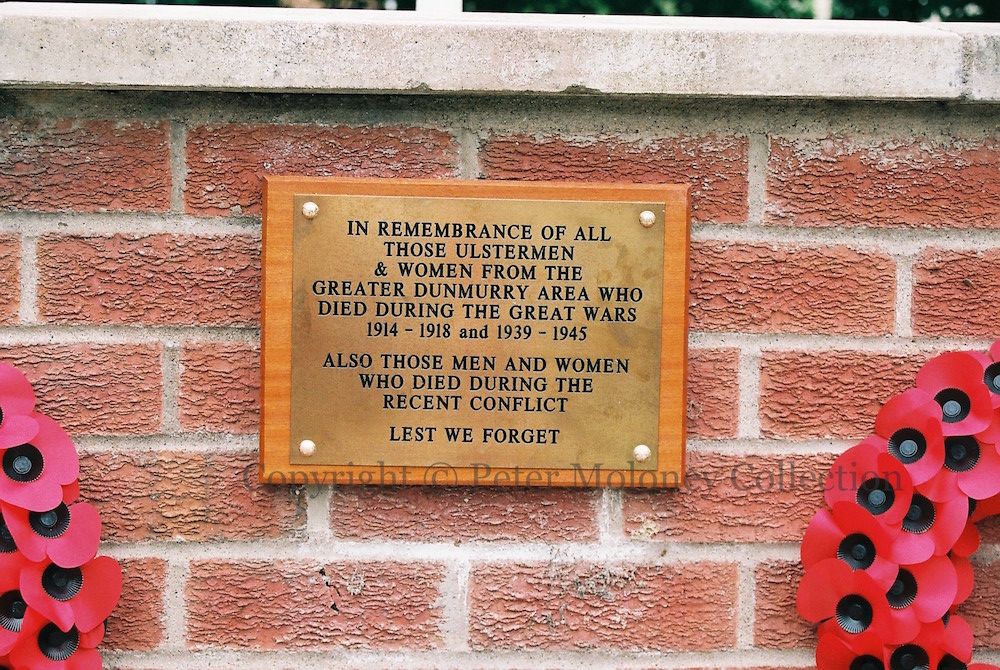 IN REMEMBRANCE OF ALL
THOSE ULSTERMEN
& WOMEN FROM THE
GREATER DUNMURRY AREA WHO
DIED DURING THE GREAT WARS
1914 - 1918 and 1939 - 1945
ALSO THOSE MEN AND WOMEN
WHO DIED DURING THE
RECENT CONFLICT
LEST WE FORGET
Copyright © Peter Moloney Collection